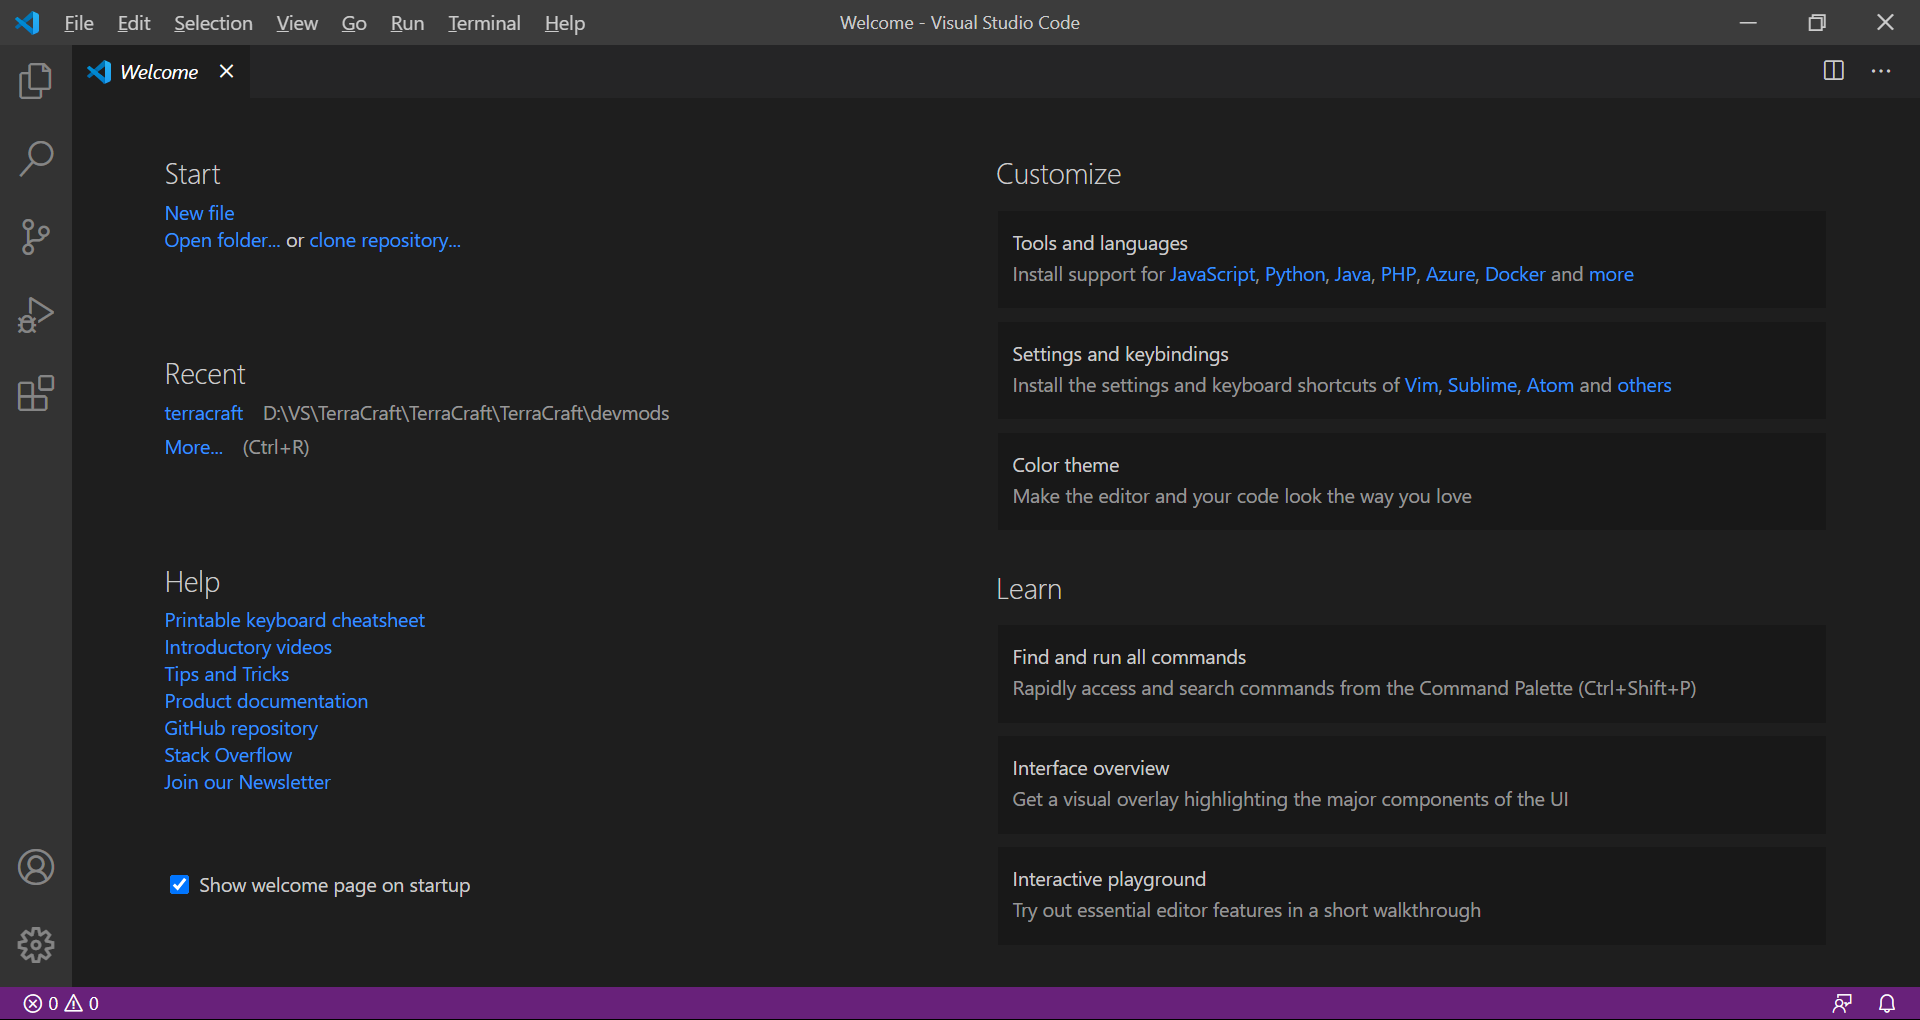 File Edit Selection View Go Run Terminal Help
Welcome - Visual Studio Code
Welcome
Start
New file
Open folder... or clone repository...
Recent
terracraft D:\VS\TerraCraft\TerraCraft\TerraCraft\devmods
More... (Ctrl+R)
Help
Printable keyboard cheatsheet
Introductory videos
Tips and Tricks
Product documentation
GitHub repository
Stack Overflow
Join our Newsletter
Show welcome page on startup
Customize
Tools and languages
Install support for JavaScript, Python, Java, PHP, Azure, Docker and more
Settings and keybindings
Install the settings and keyboard shortcuts of Vim, Sublime, Atom and others
Color theme
Make the editor and your code look the way you love
Learn
Find and run all commands
Rapidly access and search commands from the Command Palette (Ctrl+Shift+P)
Interface overview
Get a visual overlay highlighting the major components of the UI
Interactive playground
Try out essential editor features in a short walkthrough
0 0